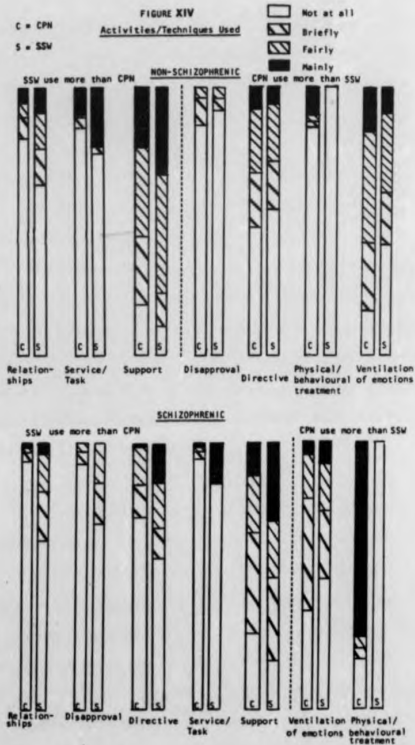 FIGURE XIV
C = CPN
Activities/Techniques Used
S = SSW
Not at all
Briefly
Fairly
Mainly
SSW use more than CPN
CPN use more than SSW
NON-SCHIZOPHRENIC
C S C S C S C S C S C S C S
Relation-
ships
Service/
Task
Support
Disapproval
Directive
Physical/
behavioural
treatment
Ventilation
of emotions
SCHIZOPHRENIC
SSW use more than CPN
CPN use more than SSW
C S C S C S C S C S C S C S
Relations
ships
Disapproval
Directive
Service/
Task
Support
Ventilation
of emotions
Physical/
behavioural
treatment